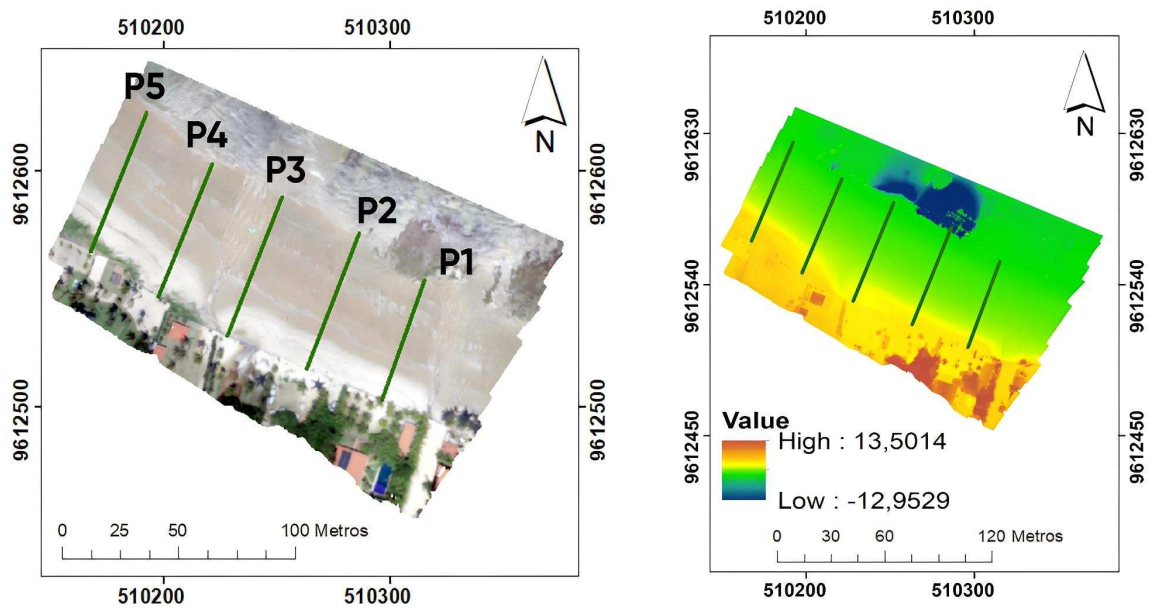 510200 510300
P5
P4
P3
P2
P1
N
9612600
9612500
9612600
9612500
0 25 50 100 Metros
510200 510300
510200 510300
N
9612630
9612540
9612450
9612630
9612540
9612450
Value
High : 13,5014
Low : -12,9529
0 30 60 120 Metros
510200 510300